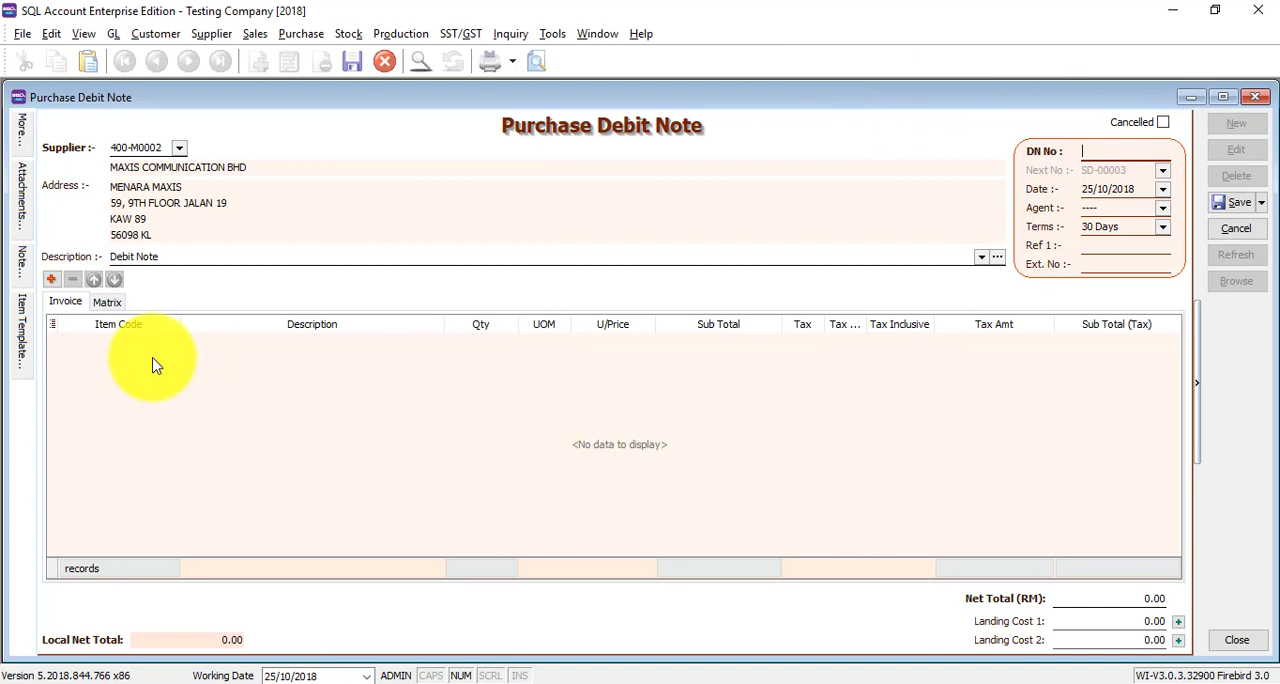 SQL Account Enterprise Edition - Testing Company [2018]
File Edit View GL Customer Supplier Sales Purchase Stock Production SST/GST Inquiry Tools Window Help
Purchase Debit Note
More...
Attachments...
Note...
Item Template...
Purchase Debit Note
Cancelled
Supplier :- 400-M0002
MAXIS COMMUNICATION BHD
Address :- MENARA MAXIS
59, 9TH FLOOR JALAN 19
KAW 89
56098 KL
Description :- Debit Note
DN No :
Next No :- SD-00003
Date :- 25/10/2018
Agent :- ----
Terms :- 30 Days
Ref 1 :-
Ext. No :-
New
Edit
Delete
Save
Cancel
Refresh
Browse
Invoice Matrix
Item Code Description Qty UOM U/Price Sub Total Tax Tax ... Tax Inclusive Tax Amt Sub Total (Tax)
<No data to display>
records
Net Total (RM): 0.00
Landing Cost 1: 0.00
Landing Cost 2: 0.00
Local Net Total: 0.00
Close
Version 5.2018.844.766 x86 Working Date 25/10/2018 ADMIN CAPS NUM SCRL INS WI-V3.0.3.32900 Firebird 3.0